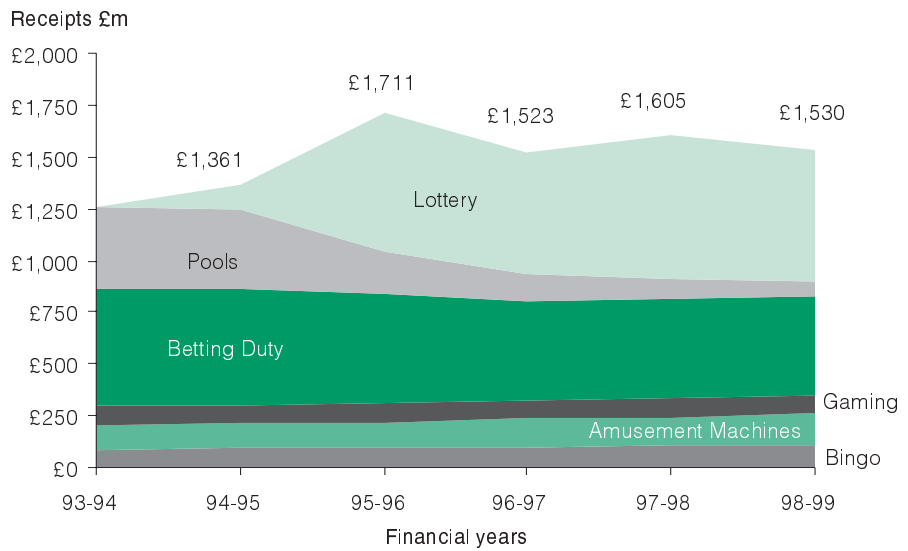 Receipts £m
£2,000
£1,711
£1,605
£1,530
£1,750
£1,523
£1,500
£1,361
Lottery
£1,250
Pools
£1,000
£750
Betting Duty
£500
£250
Gaming
Amusement Machines
Bingo
£0
93-94 94-95 95-96 96-97 97-98 98-99
Financial years